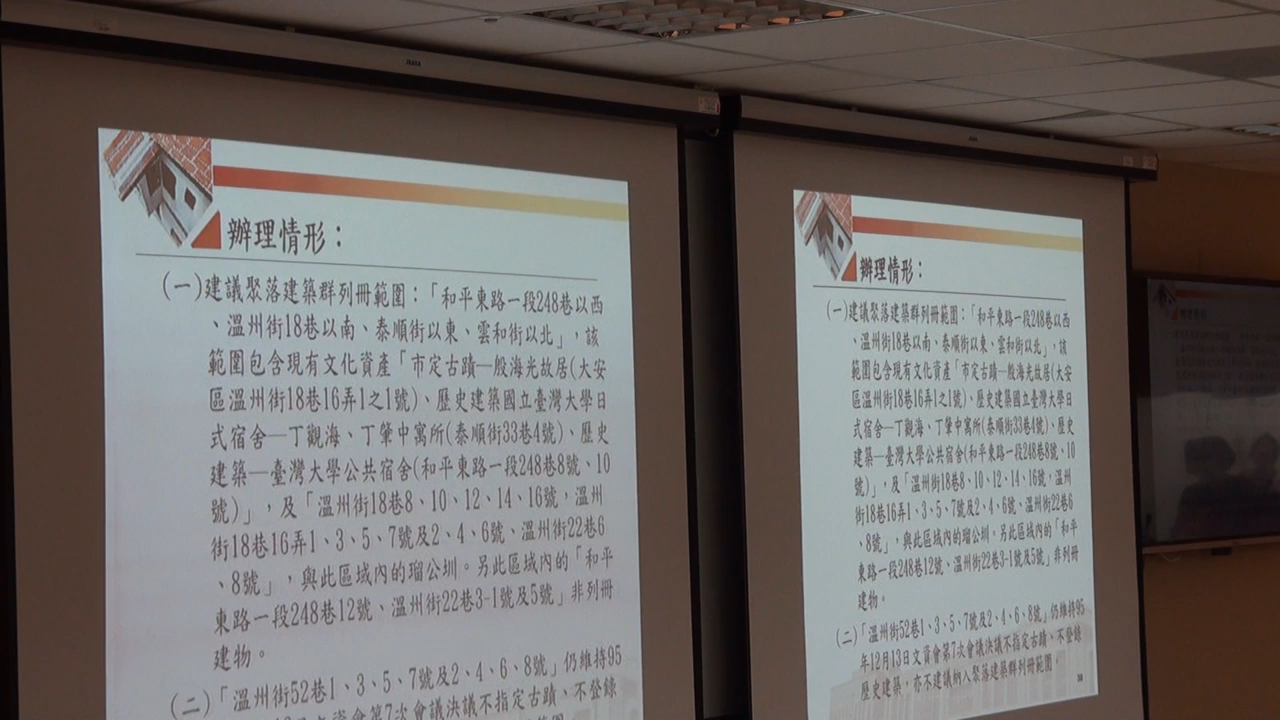 辦理情形：
(一)建議聚落建築群列冊範圍：「和平東路一段248巷以西
、溫州街18巷以南、泰順街以東、雲和街以北」，該
範圍包含現有文化資產「市定古蹟—殷海光故居(大安
區溫州街18巷16弄1之1號)、歷史建築國立臺灣大學日
式宿舍—丁觀海、丁肇中寓所(泰順街33巷4號)、歷史
建築—臺灣大學公共宿舍(和平東路一段248巷8號、10
號)」，及「溫州街18巷8、10、12、14、16號，溫州
街18巷16弄1、3、5、7號及2、4、6號、溫州街22巷6
、8號」，與此區域內的瑠公圳。另此區域內的「和平
東路一段248巷12號、溫州街22巷3-1號及5號」非列冊
建物。
(二)「溫州街52巷1、3、5、7號及2、4、6、8號」仍維持95
會第7次會議決議不指定古蹟、不登錄
辦理情形：
(一)建議聚落建築群列冊範圍：「和平東路一段248巷以西
、溫州街18巷以南、泰順街以東、雲和街以北」，該
範圍包含現有文化資產「市定古蹟—殷海光故居(大安
區溫州街18巷16弄1之1號)、歷史建築國立臺灣大學日
式宿舍—丁觀海、丁肇中寓所(泰順街33巷4號)、歷史
建築—臺灣大學公共宿舍(和平東路一段248巷8號、10
號)」，及「溫州街18巷8、10、12、14、16號，溫州
街18巷16弄1、3、5、7號及2、4、6號、溫州街22巷6
、8號」，與此區域內的瑠公圳。另此區域內的「和平
東路一段248巷12號、溫州街22巷3-1號及5號」非列冊
建物。
(二)「溫州街52巷1、3、5、7號及2、4、6、8號」仍維持95
年12月13日文資會第7次會議決議不指定古蹟、不登錄
歷史建築，亦不建議納入聚落建築群列冊範圍。